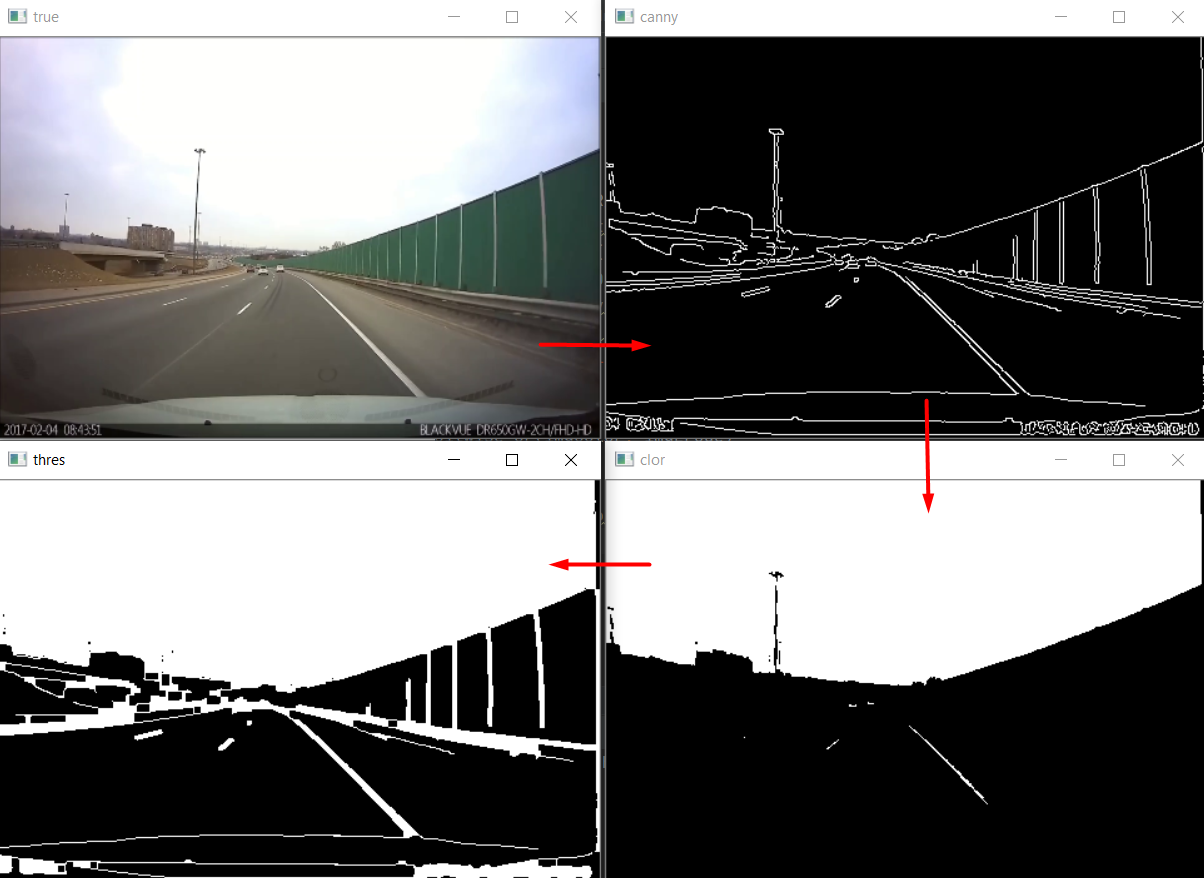 true
canny
2017-02-04 08:43:51
BLACKVUE DR650GW-2CH/FHD-HD
thres
clor